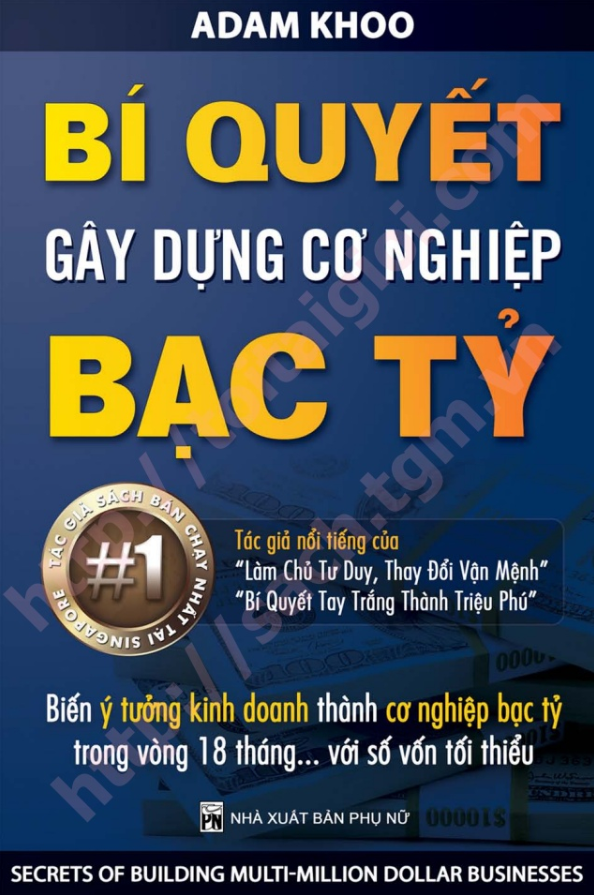 ADAM KHOO
BÍ QUYẾT
GÂY DỰNG CƠ NGHIỆP
BẠC TỶ
TÁC GIẢ SÁCH BÁN CHẠY NHẤT TẠI SINGAPORE
#1
Tác giả nổi tiếng của
“Làm Chủ Tư Duy, Thay Đổi Vận Mệnh”
“Bí Quyết Tay Trắng Thành Triệu Phú”
Biến ý tưởng kinh doanh thành cơ nghiệp bạc tỷ
trong vòng 18 tháng... với số vốn tối thiểu
PN NHÀ XUẤT BẢN PHỤ NỮ
SECRETS OF BUILDING MULTI-MILLION DOLLAR BUSINESSES